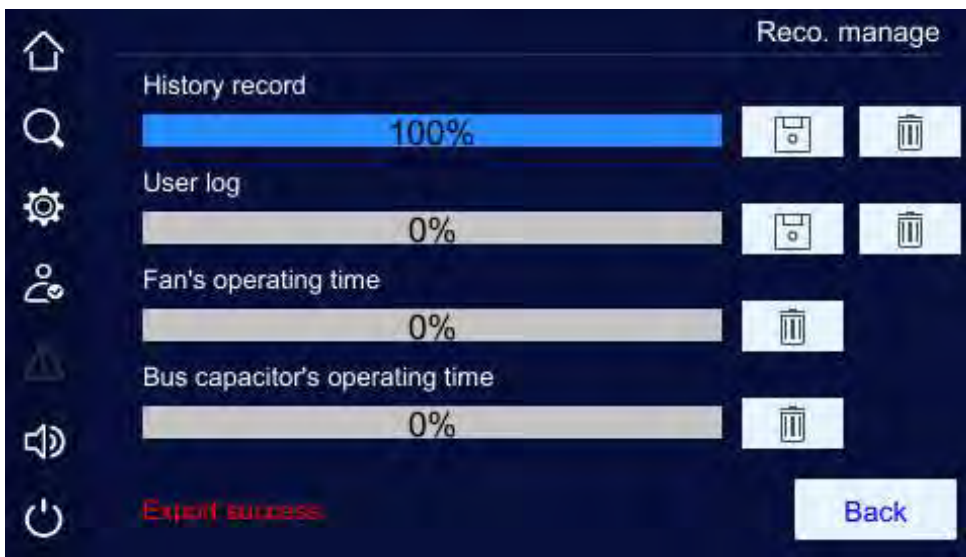 Reco. manage
History record
100%
User log
0%
Fan's operating time
0%
Bus capacitor's operating time
0%
Export success.
Back